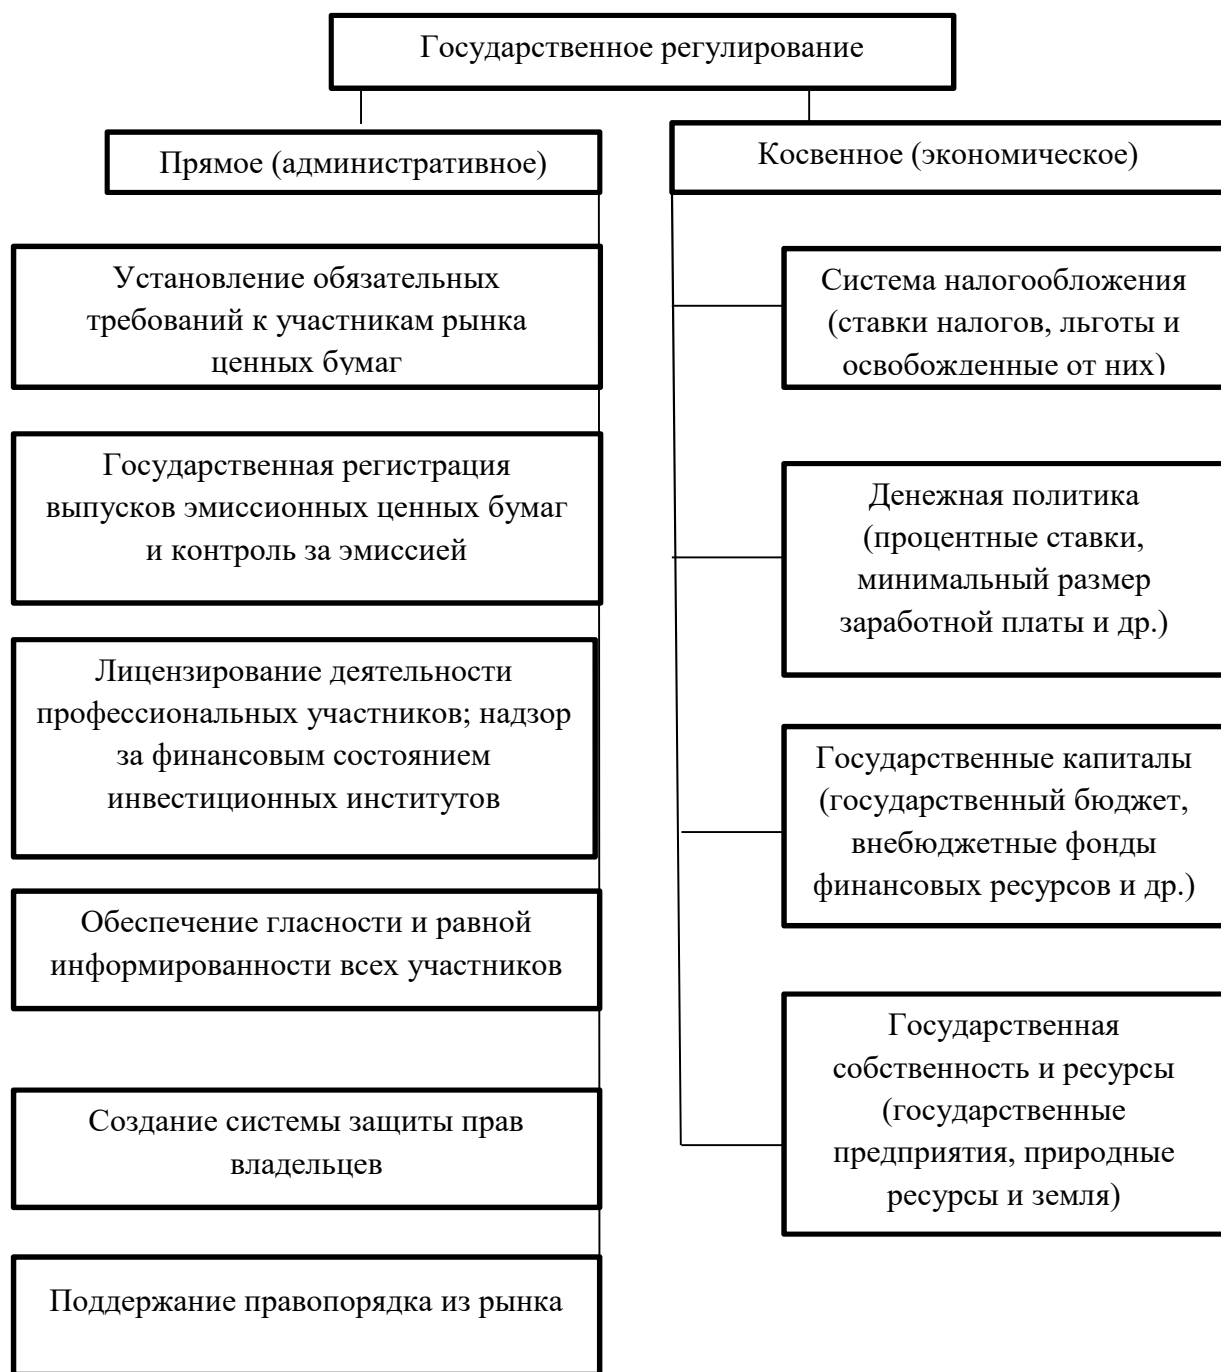 Государственное регулирование
Прямое (административное)
Установление обязательных
требований к участникам рынка
ценных бумаг
Государственная регистрация
выпусков эмиссионных ценных бумаг
и контроль за эмиссией
Лицензирование деятельности
профессиональных участников; надзор
за финансовым состоянием
инвестиционных институтов
Обеспечение гласности и равной
информированности всех участников
Создание системы защиты прав
владельцев
Поддержание правопорядка из рынка
Косвенное (экономическое)
Система налогообложения
(ставки налогов, льготы и
освобожденные от них)
Денежная политика
(процентные ставки,
минимальный размер
заработной платы и др.)
Государственные капиталы
(государственный бюджет,
внебюджетные фонды
финансовых ресурсов и др.)
Государственная
собственность и ресурсы
(государственные
предприятия, природные
ресурсы и земля)